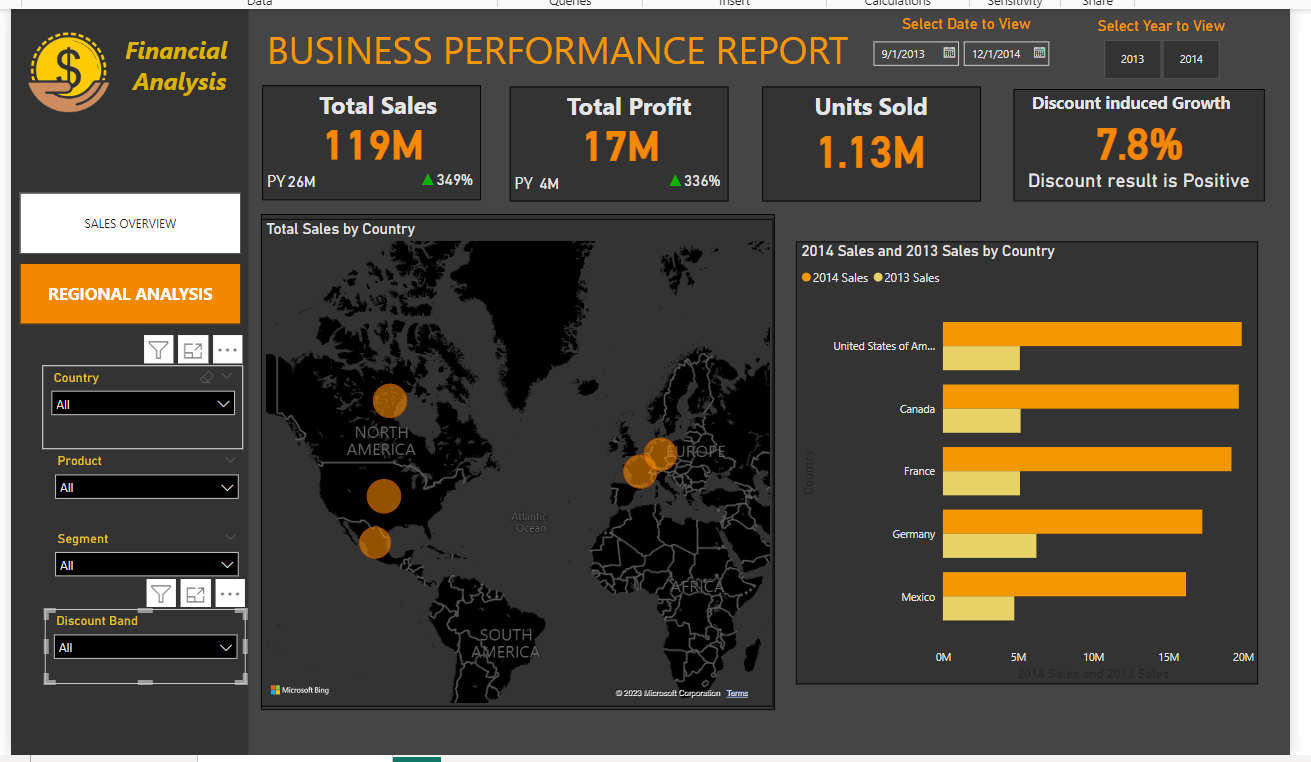 Data
Queries
Insert
Calculations
Sensitivity
Share
Financial
Analysis
BUSINESS PERFORMANCE REPORT
Select Date to View
9/1/2013
12/1/2014
Select Year to View
2013
2014
Total Sales
119M
PY 26M
349%
Total Profit
17M
PY 4M
336%
Units Sold
1.13M
Discount induced Growth
7.8%
Discount result is Positive
SALES OVERVIEW
REGIONAL ANALYSIS
Country
All
Product
All
Segment
All
Discount Band
All
Total Sales by Country
NORTH
AMERICA
EUROPE
Atlantic
Ocean
AFRICA
SOUTH
AMERICA
Microsoft Bing
© 2023 Microsoft Corporation Terms
2014 Sales and 2013 Sales by Country
2014 Sales 2013 Sales
Country
United States of Am...
Canada
France
Germany
Mexico
0M 5M 10M 15M 20M
2014 Sales and 2013 Sales